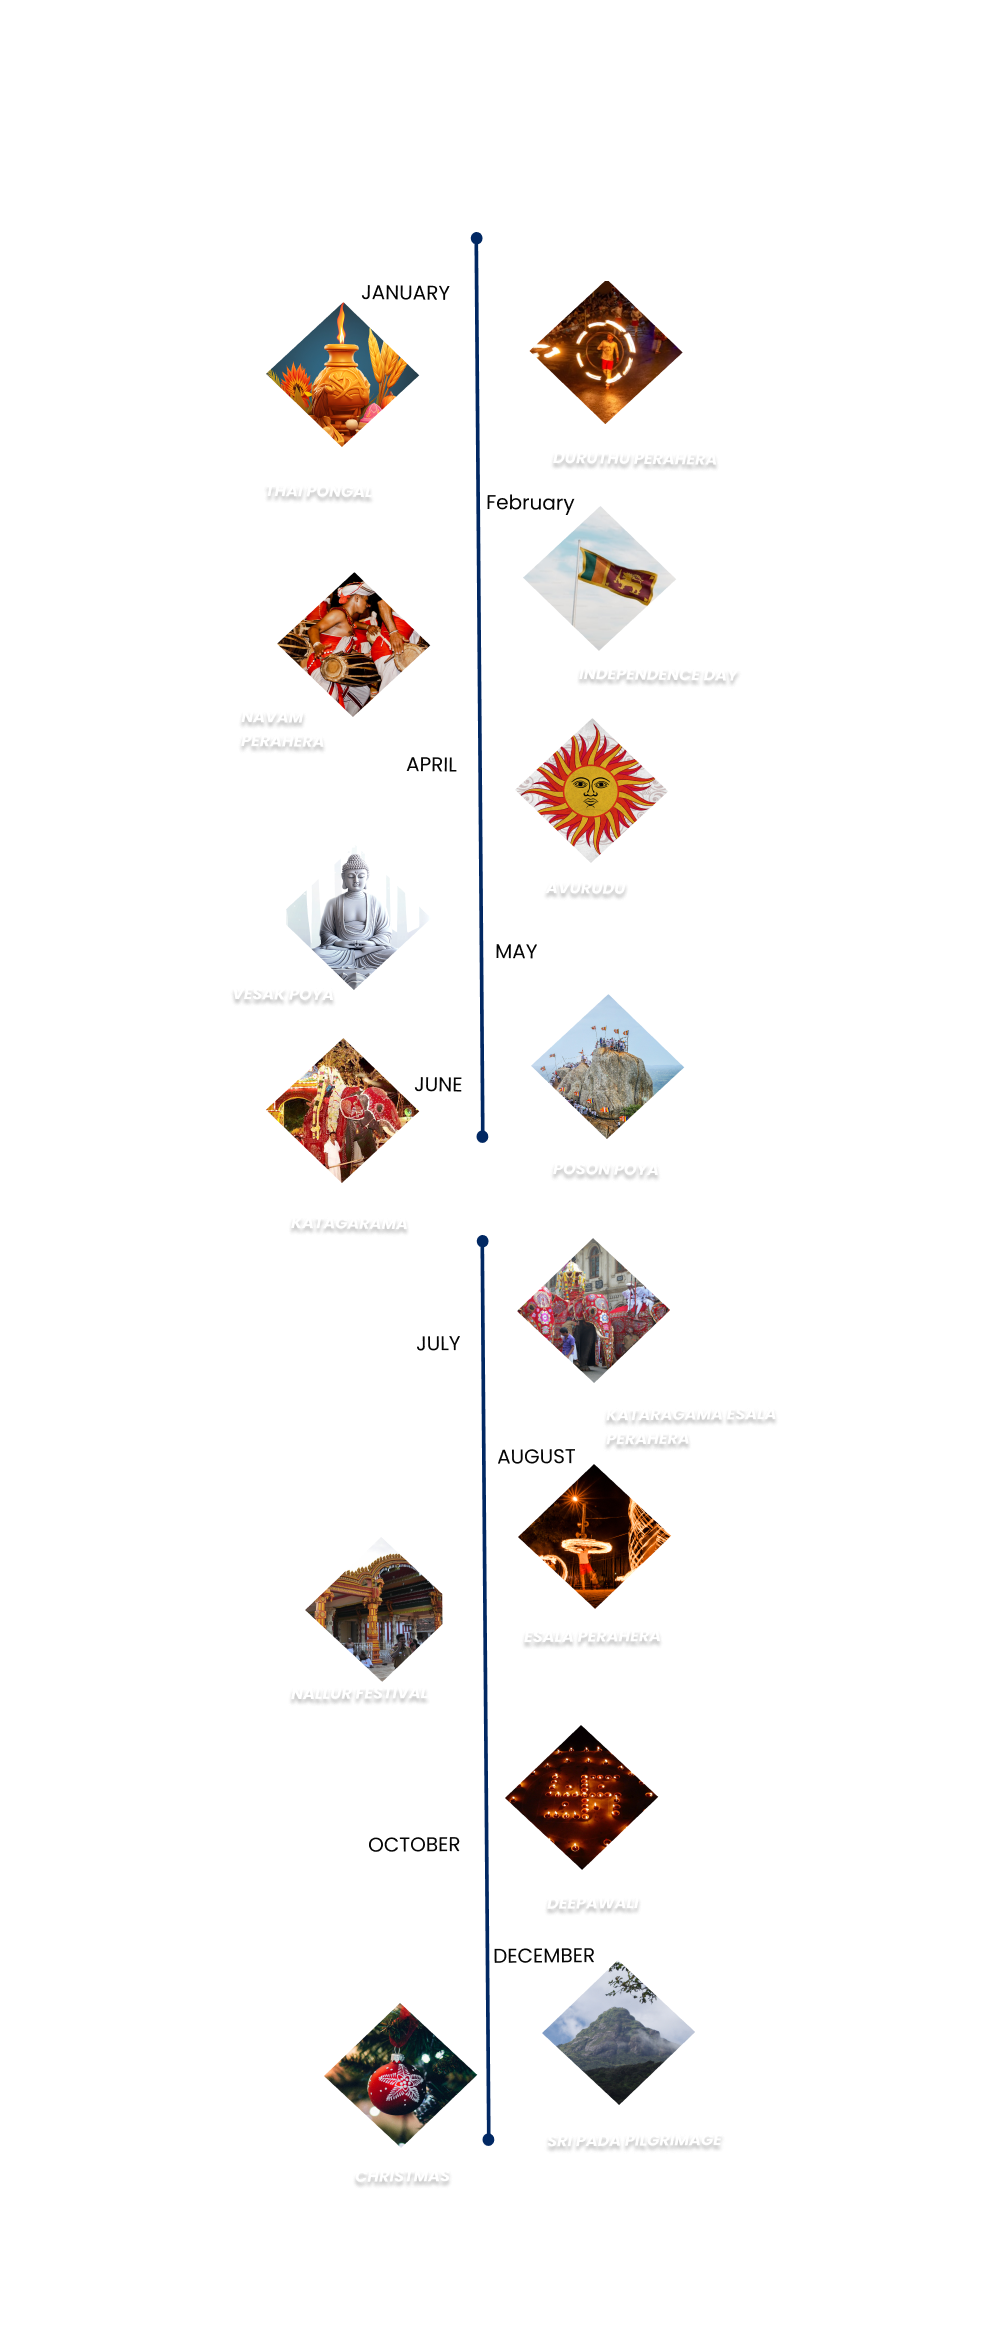 JANUARY
DURUTHU PERAHERA
THAI PONGAL
February
INDEPENDENCE DAY
NAVAM
PERAHERA
APRIL
AVURUDU
MAY
VESAK POYA
JUNE
POSON POYA
KATAGARAMA
JULY
KATARAGAMA ESALA
PERAHERA
AUGUST
ESALA PERAHERA
NALLUR FESTIVAL
OCTOBER
DEEPAWALI
DECEMBER
SRI PADA PILGRIMAGE
CHRISTMAS